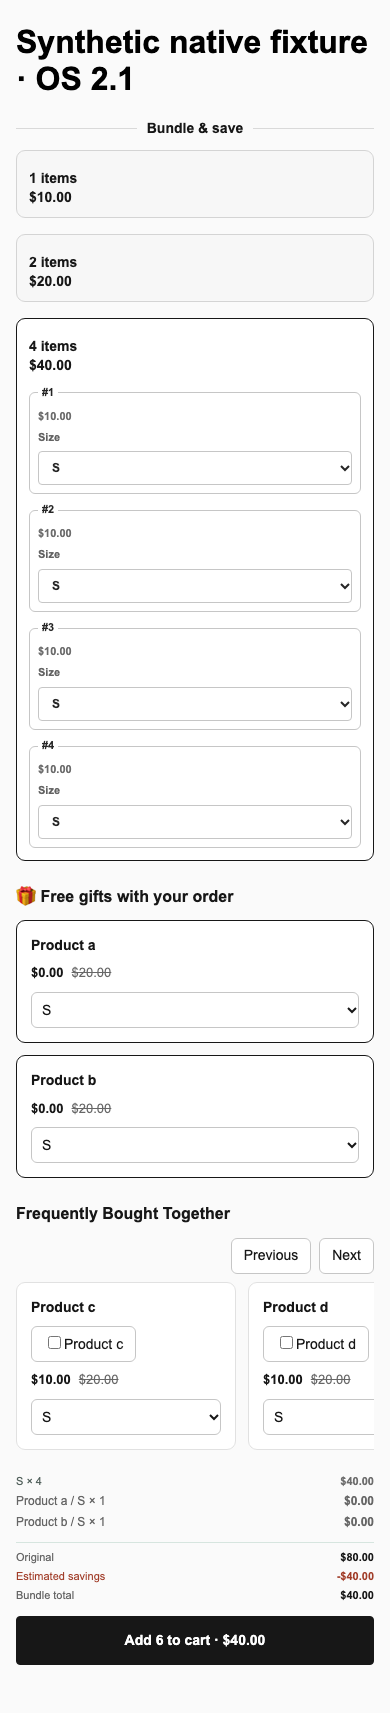 Synthetic native fixture
· OS 2.1
Bundle & save
1 items
$10.00
2 items
$20.00
4 items
$40.00
#1
$10.00
Size
S
#2
$10.00
Size
S
#3
$10.00
Size
S
#4
$10.00
Size
S
🎁 Free gifts with your order
Product a
$0.00 $20.00
S
Product b
$0.00 $20.00
S
Frequently Bought Together
Previous Next
Product c
Product c
$10.00 $20.00
S
Product d
Product d
$10.00 $20.00
S
S × 4 $40.00
Product a / S × 1 $0.00
Product b / S × 1 $0.00
Original $80.00
Estimated savings -$40.00
Bundle total $40.00
Add 6 to cart · $40.00